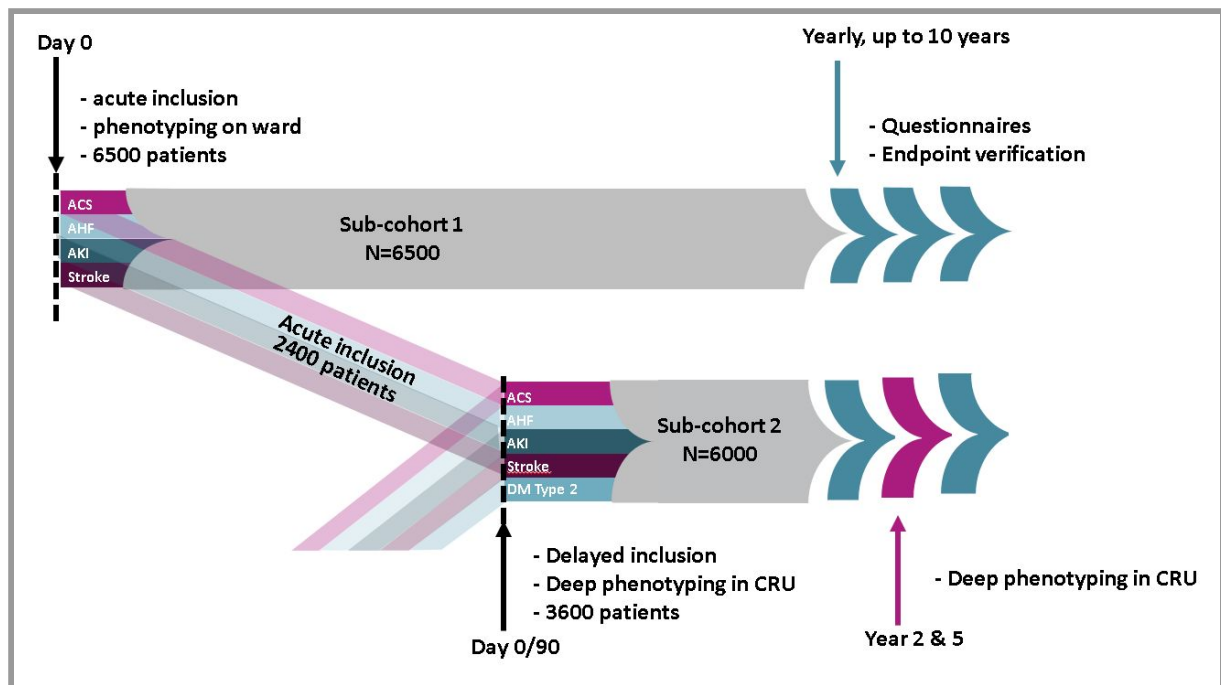 Day 0
- acute inclusion
- phenotyping on ward
- 6500 patients
Yearly, up to 10 years
- Questionnaires
- Endpoint verification
ACS
AHF
AKI
Stroke
Sub-cohort 1
N=6500
Acute inclusion
2400 patients
ACS
AHF
AKI
Stroke
DM Type 2
Sub-cohort 2
N=6000
- Delayed inclusion
- Deep phenotyping in CRU
- 3600 patients
Day 0/90
- Deep phenotyping in CRU
Year 2 & 5